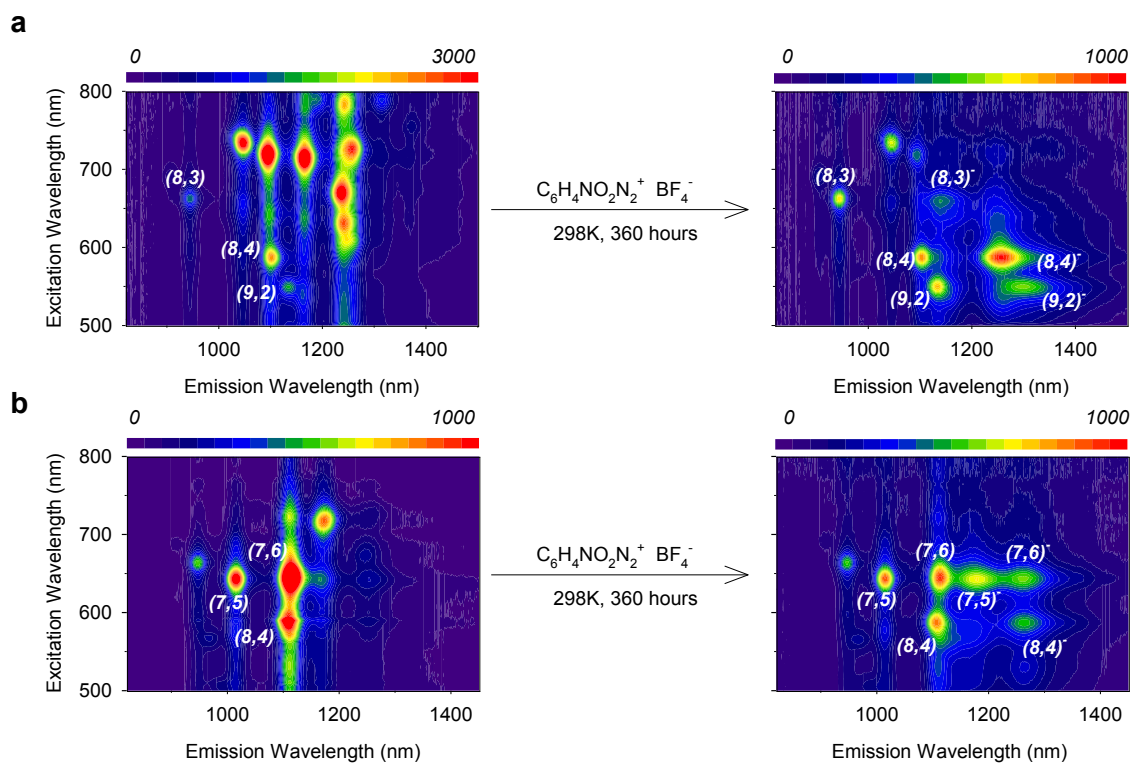 a
0 3000
0 1000
Excitation Wavelength (nm)
800
700
600
500
(8,3)
(8,4)
(9,2)
1000 1200 1400
Emission Wavelength (nm)
C₆H₄NO₂N₂⁺ BF₄⁻
298K, 360 hours
(8,3)
(8,3)⁻
(8,4)
(8,4)⁻
(9,2)
(9,2)⁻
1000 1200 1400
Emission Wavelength (nm)
b
0 1000
0 1000
Excitation Wavelength (nm)
800
700
600
500
(7,6)
(7,5)
(8,4)
1000 1200 1400
Emission Wavelength (nm)
C₆H₄NO₂N₂⁺ BF₄⁻
298K, 360 hours
(7,6)
(7,6)⁻
(7,5)
(7,5)⁻
(8,4)
(8,4)⁻
1000 1200 1400
Emission Wavelength (nm)